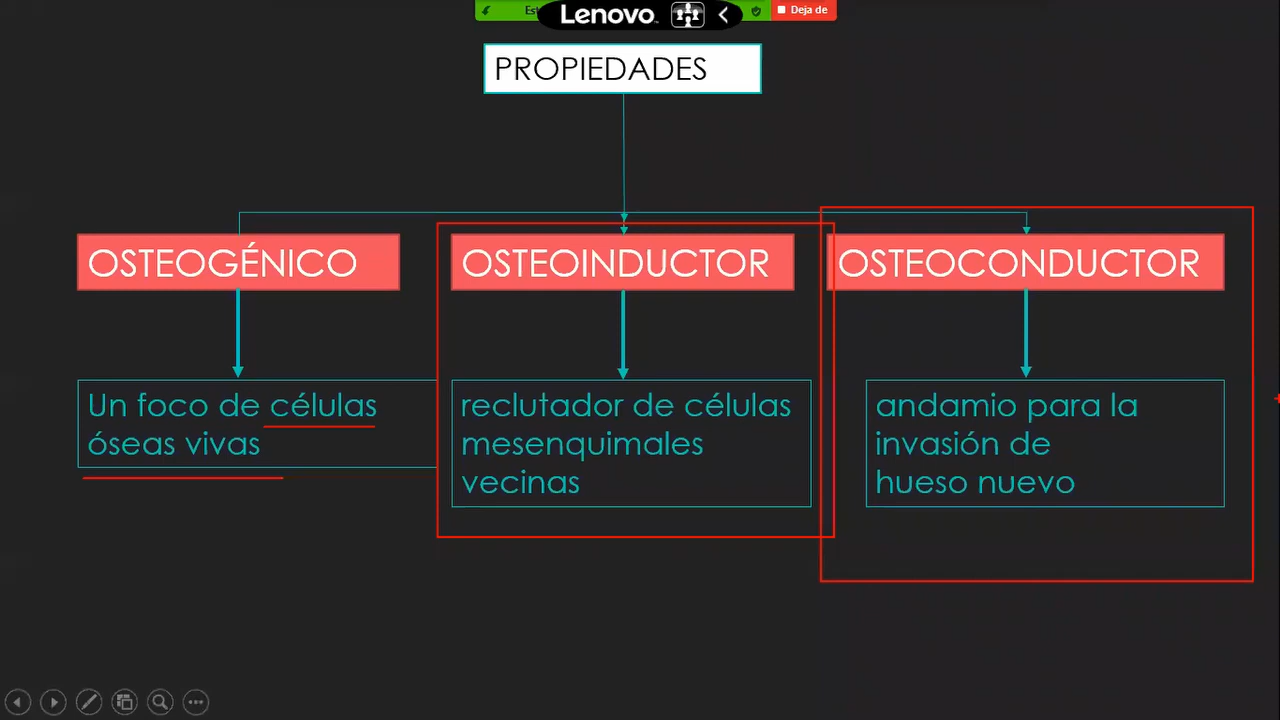 Lenovo
Deja de
PROPIEDADES
OSTEOGÉNICO
OSTEOINDUCTOR
OSTEOCONDUCTOR
Un foco de células
óseas vivas
reclutador de células
mesenquimales
vecinas
andamio para la
invasión de
hueso nuevo